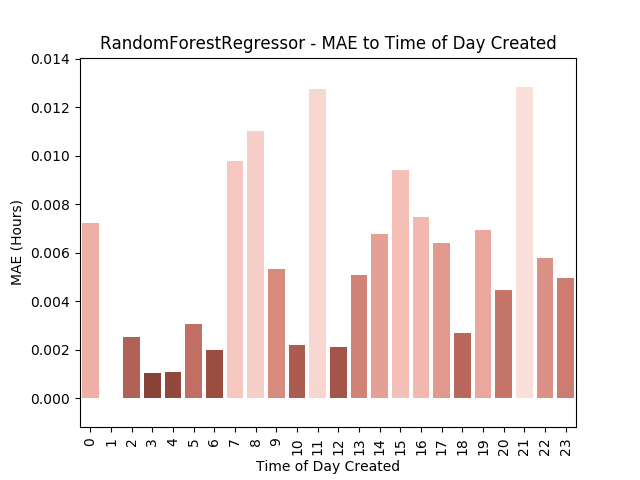 RandomForestRegressor - MAE to Time of Day Created
0.014
0.012
0.010
0.008
0.006
0.004
0.002
0.000
MAE (Hours)
0 1 2 3 4 5 6 7 8 9 10 11 12 13 14 15 16 17 18 19 20 21 22 23
Time of Day Created